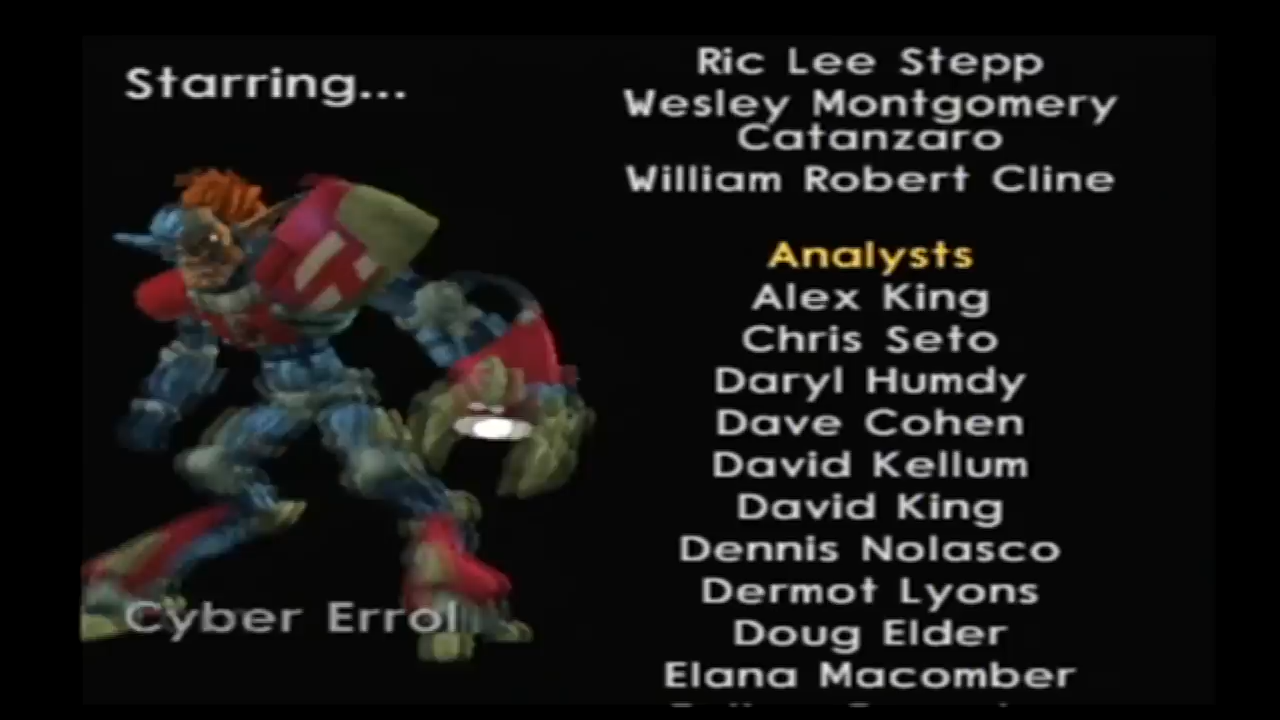 Starring...
Cyber Errol
Ric Lee Stepp
Wesley Montgomery
Catanzaro
William Robert Cline
Analysts
Alex King
Chris Seto
Daryl Humdy
Dave Cohen
David Kellum
David King
Dennis Nolasco
Dermot Lyons
Doug Elder
Elana Macomber